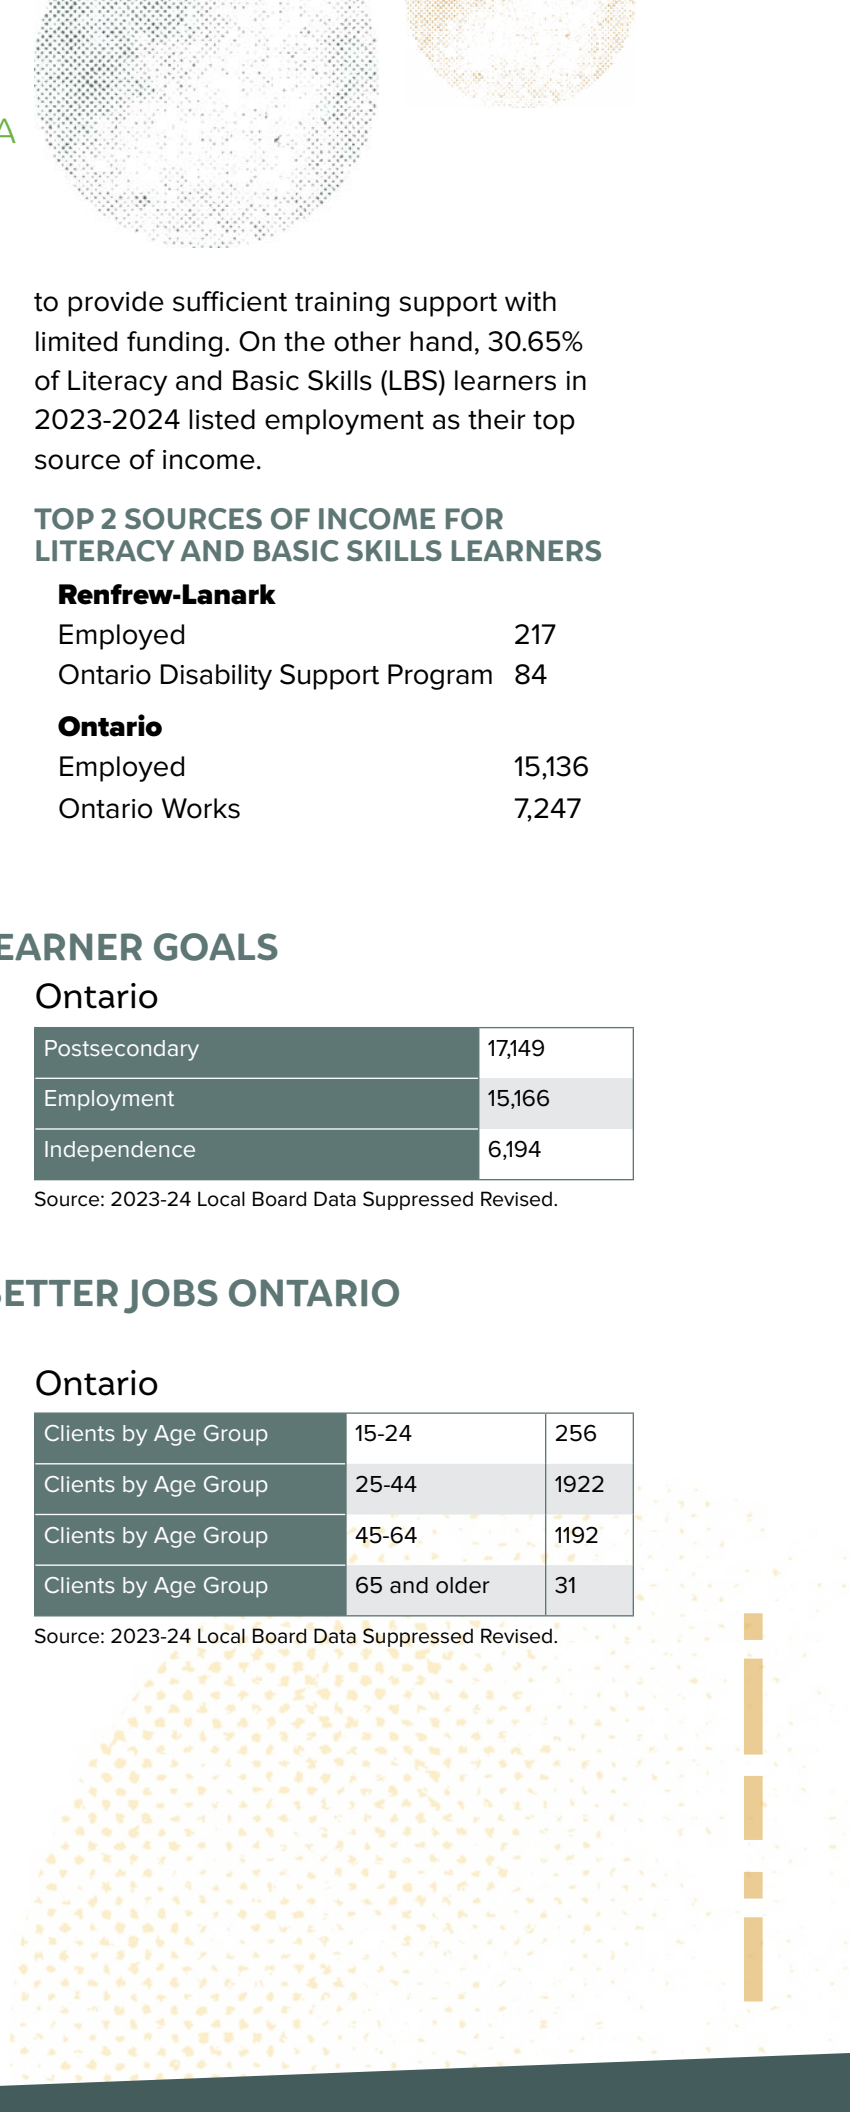 A
to provide sufficient training support with
limited funding. On the other hand, 30.65%
of Literacy and Basic Skills (LBS) learners in
2023-2024 listed employment as their top
source of income.
TOP 2 SOURCES OF INCOME FOR
LITERACY AND BASIC SKILLS LEARNERS
Renfrew-Lanark
Employed 217
Ontario Disability Support Program 84
Ontario
Employed 15,136
Ontario Works 7,247
EARNER GOALS
Ontario
Postsecondary 17,149
Employment 15,166
Independence 6,194
Source: 2023-24 Local Board Data Suppressed Revised.
ETTER JOBS ONTARIO
Ontario
Clients by Age Group 15-24 256
Clients by Age Group 25-44 1922
Clients by Age Group 45-64 1192
Clients by Age Group 65 and older 31
Source: 2023-24 Local Board Data Suppressed Revised.